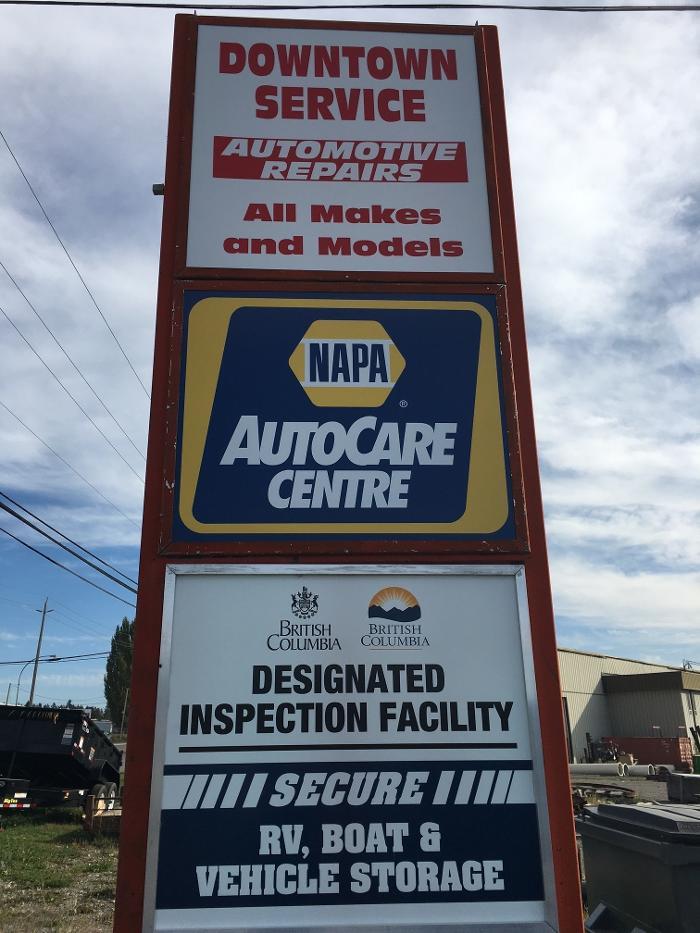 DOWNTOWN
SERVICE
AUTOMOTIVE
REPAIRS
All Makes
and Models
NAPA
®
AUTOCARE
CENTRE
BRITISH
COLUMBIA
BRITISH
COLUMBIA
DESIGNATED
INSPECTION FACILITY
SECURE
RV, BOAT &
VEHICLE STORAGE